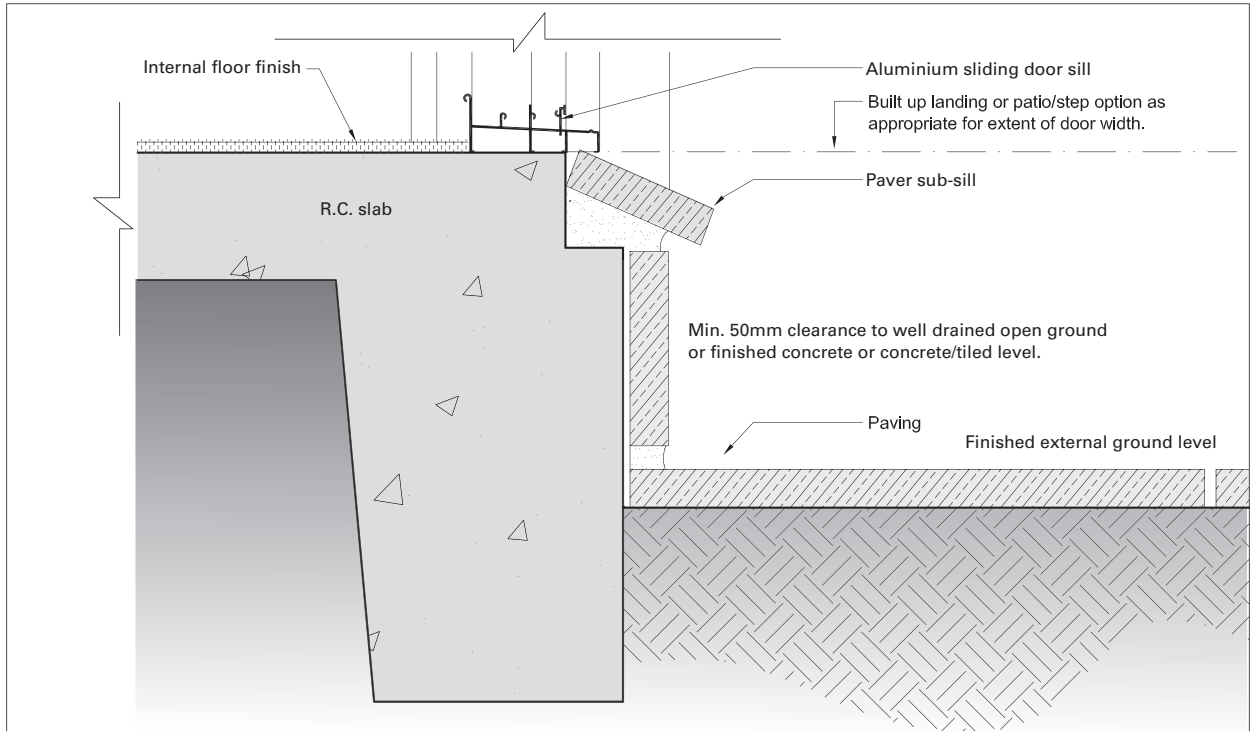 Internal floor finish
Aluminium sliding door sill
Built up landing or patio/step option as
appropriate for extent of door width.
Paver sub-sill
R.C. slab
Min. 50mm clearance to well drained open ground
or finished concrete or concrete/tiled level.
Paving
Finished external ground level